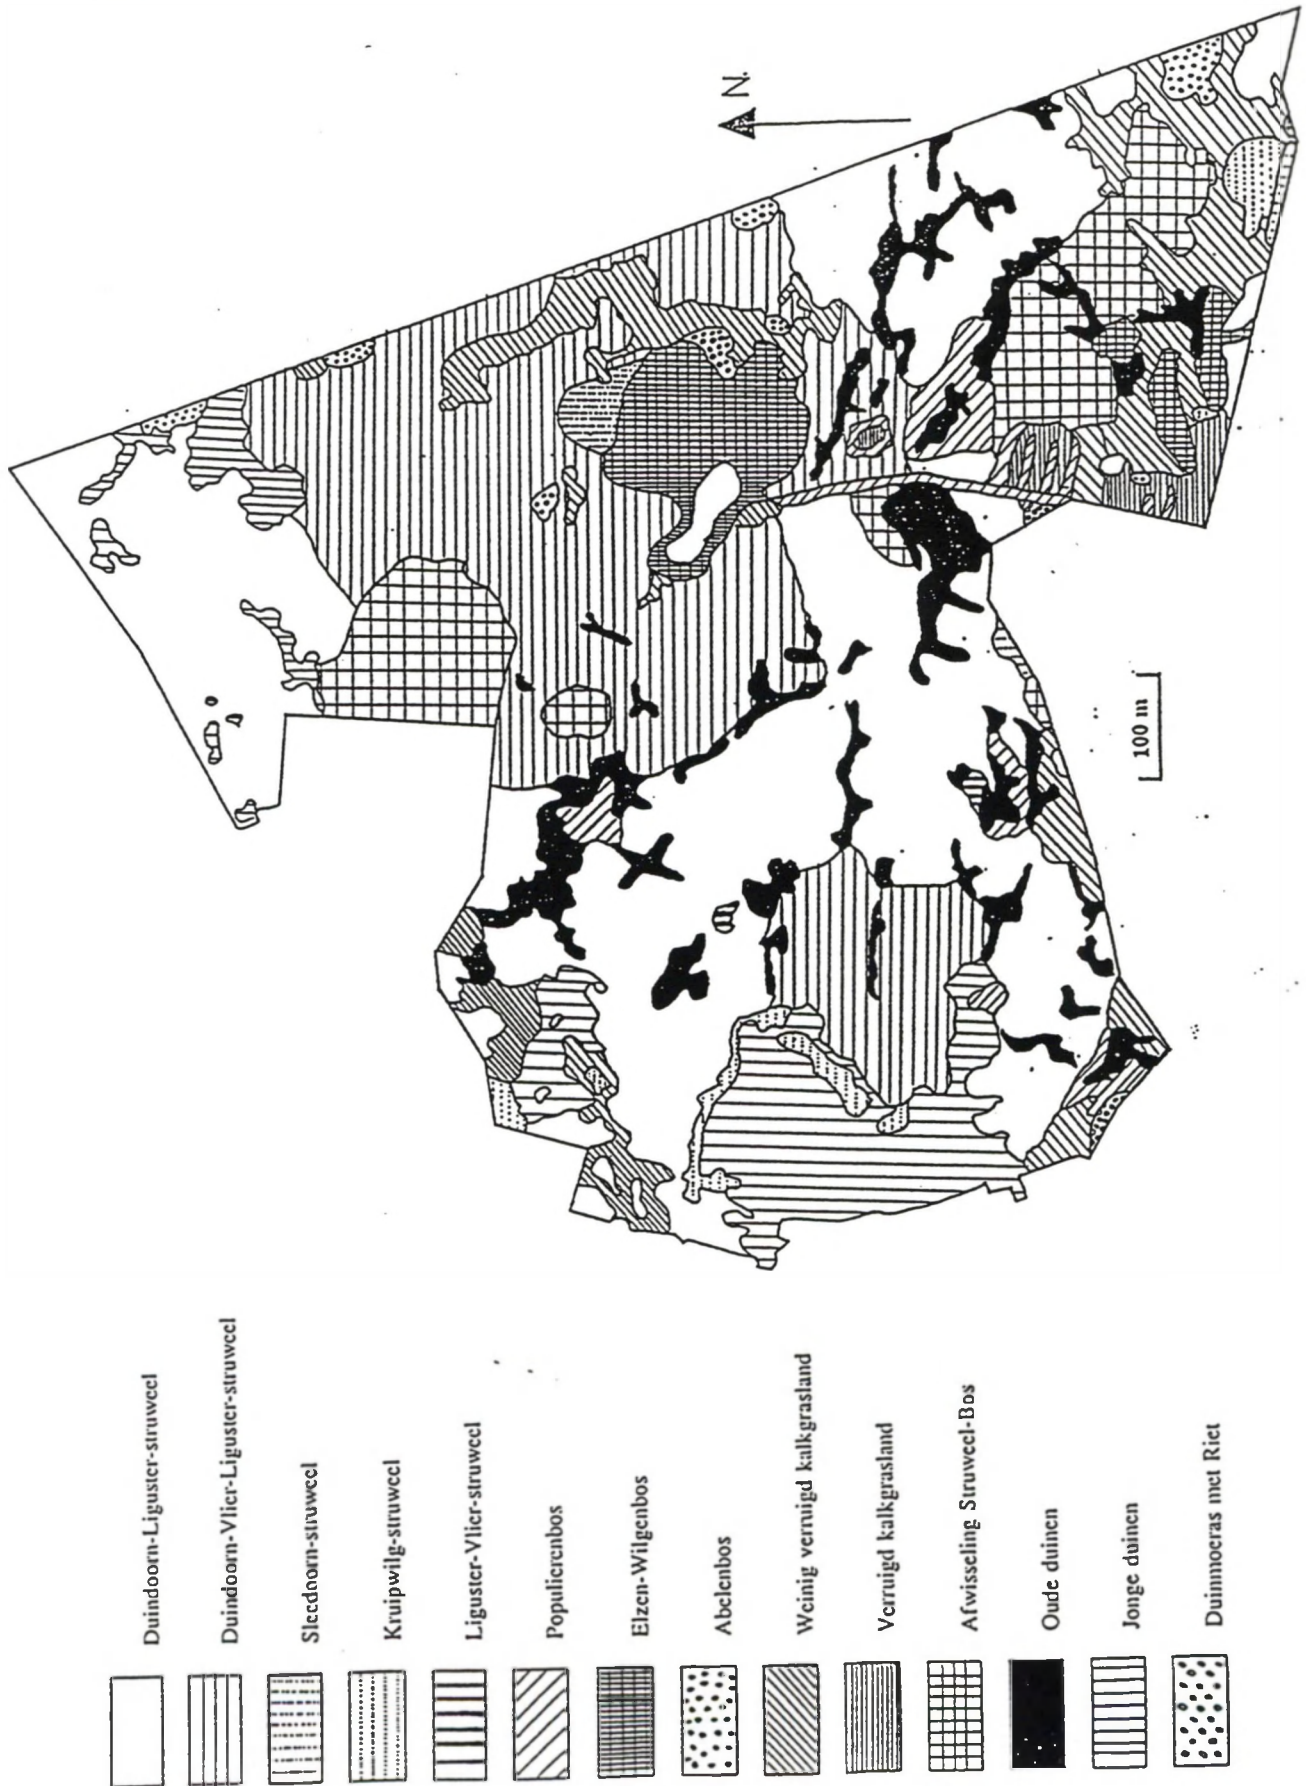 N.
100 m
Duindoorn-Liguster-struweel
Duindoorn-Vlier-Liguster-struweel
Sleedoorn-struweel
Kruipwilg-struweel
Liguster-Vlier-struweel
Populierenbos
Elzen-Wilgenbos
Abelenbos
Weinig verruigd kalkgrasland
Verruigd kalkgrasland
Afwisseling Struweel-Bos
Oude duinen
Jonge duinen
Duinmoeras met Riet